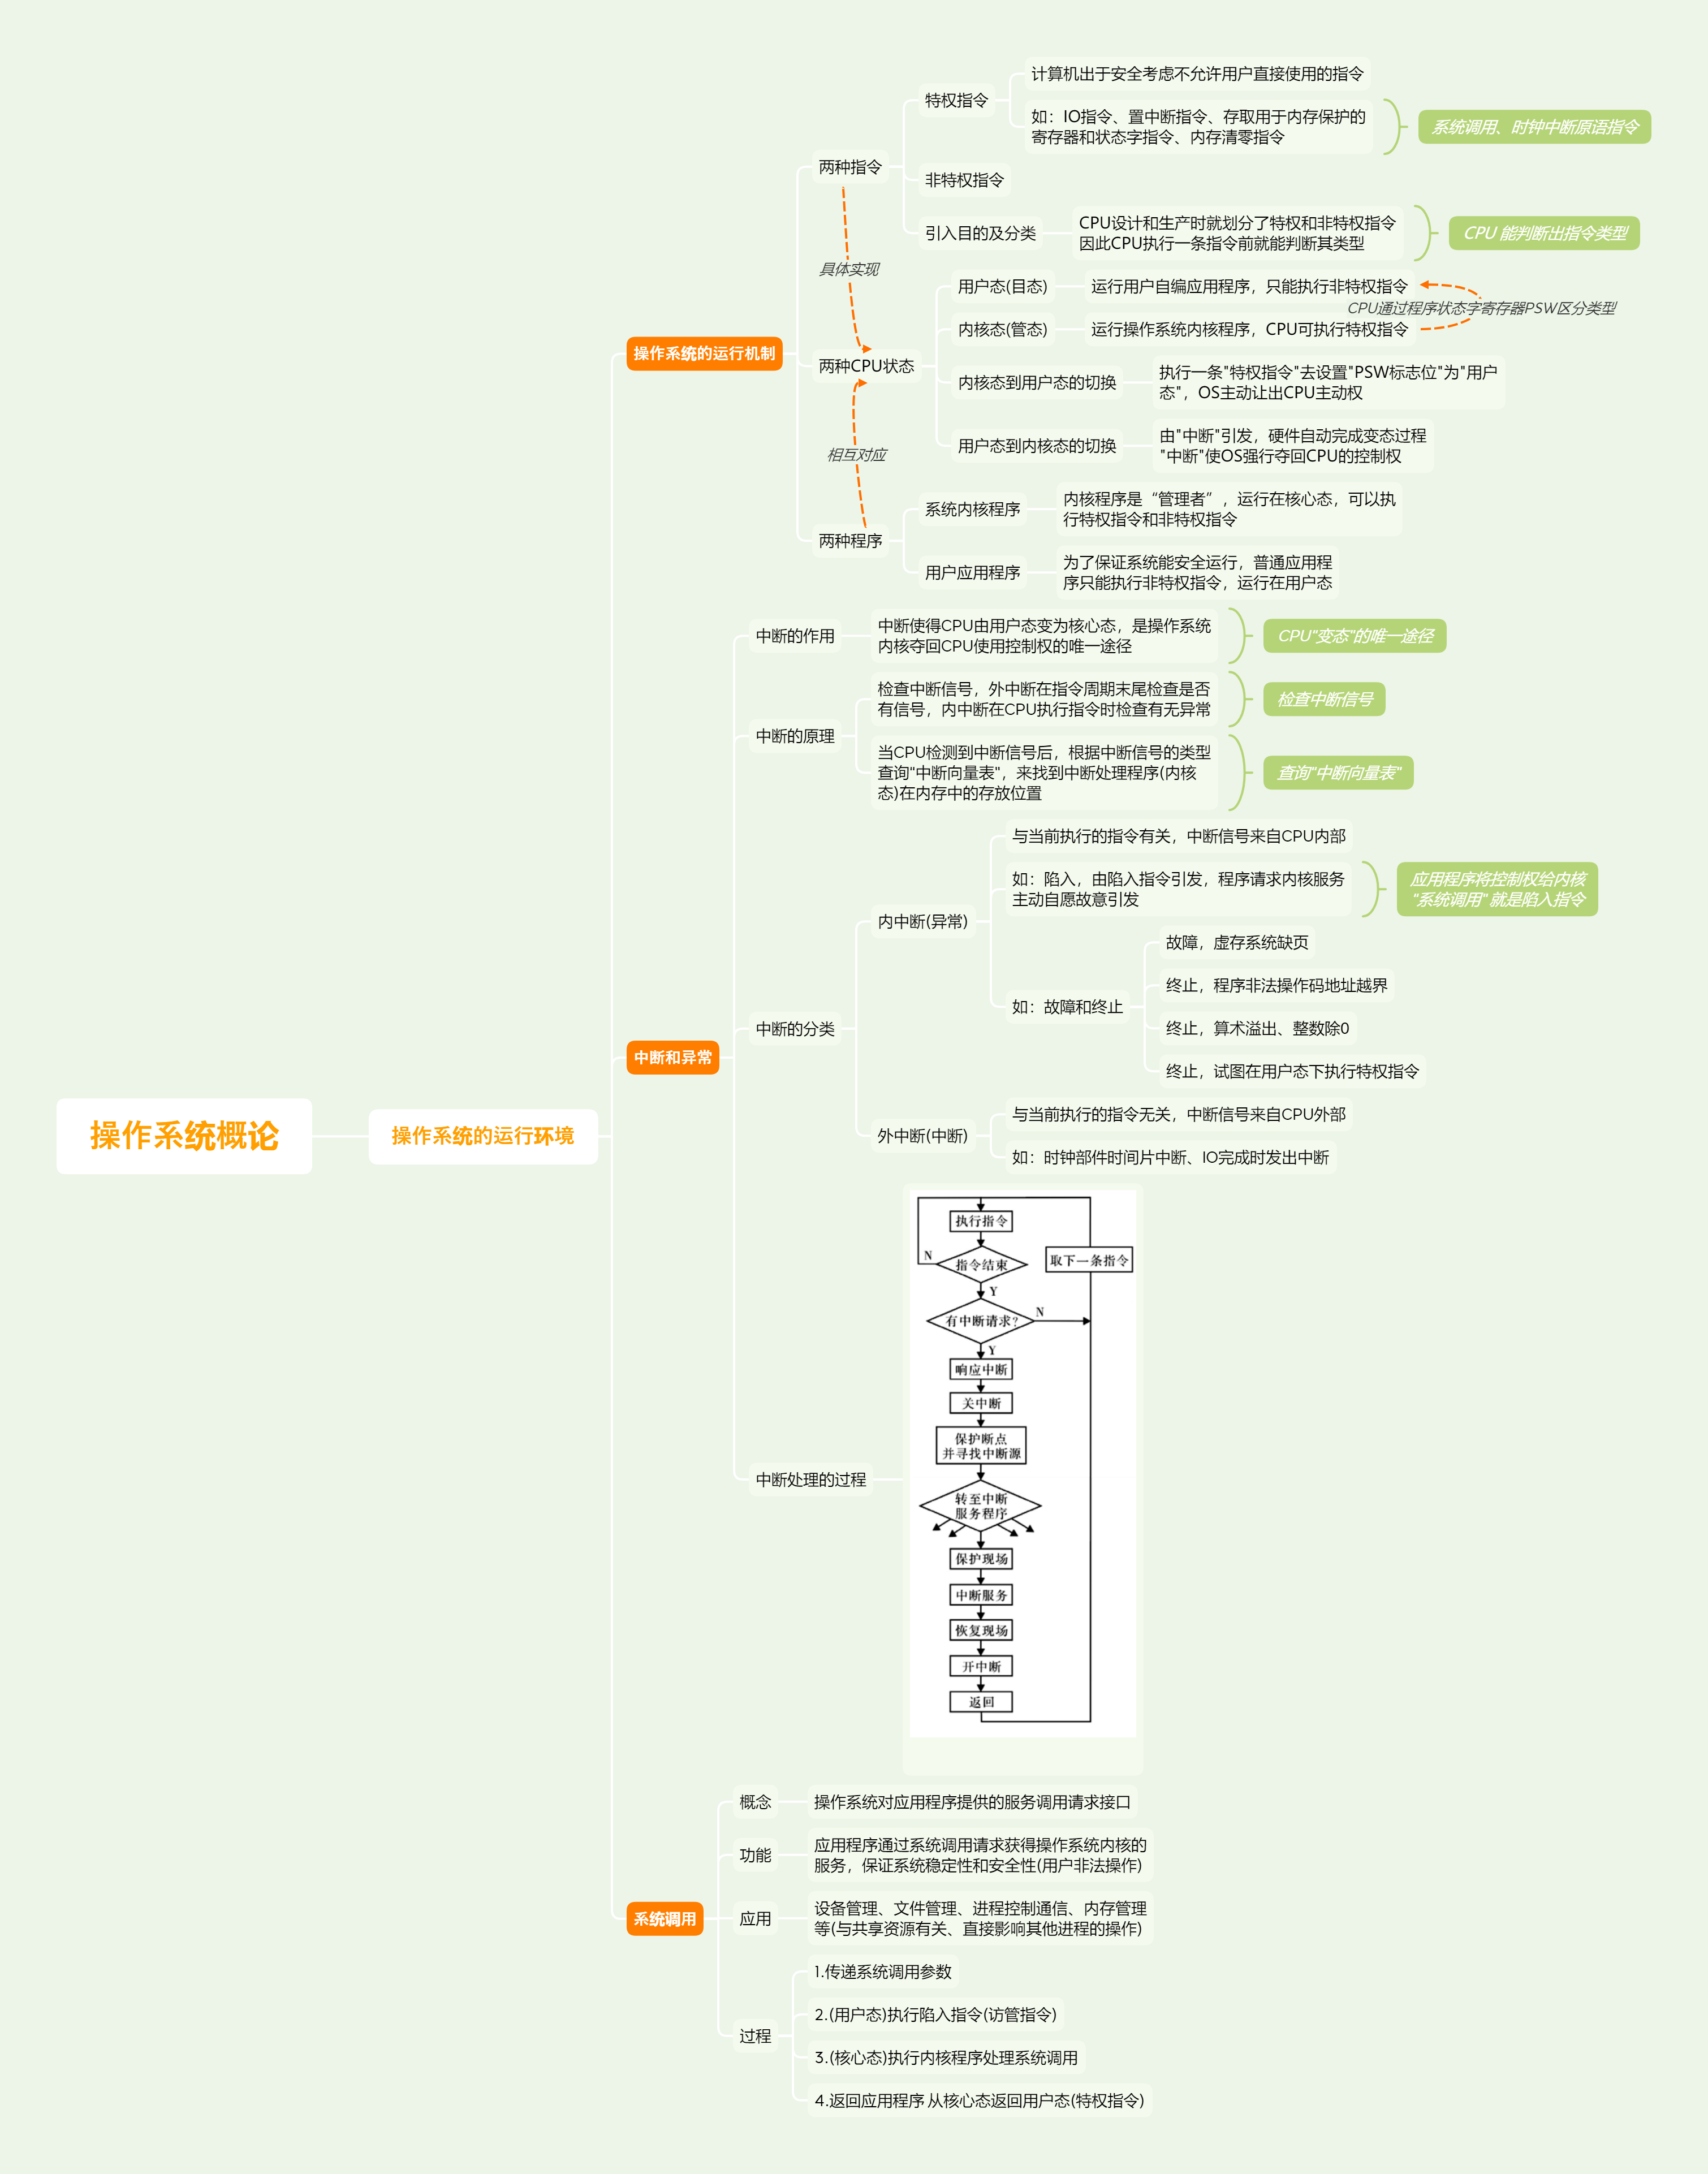 操作系统概论
操作系统的运行环境
操作系统的运行机制
两种指令
特权指令
计算机出于安全考虑不允许用户直接使用的指令
如：IO指令、置中断指令、存取用于内存保护的
寄存器和状态字指令、内存清零指令
系统调用、时钟中断原语指令
非特权指令
引入目的及分类
CPU设计和生产时就划分了特权和非特权指令
因此CPU执行一条指令前就能判断其类型
CPU 能判断出指令类型
具体实现
两种CPU状态
用户态(目态)
运行用户自编应用程序，只能执行非特权指令
CPU通过程序状态字寄存器PSW区分类型
内核态(管态)
运行操作系统内核程序，CPU可执行特权指令
内核态到用户态的切换
执行一条"特权指令"去设置"PSW标志位"为"用户
态"，OS主动让出CPU主动权
用户态到内核态的切换
由"中断"引发，硬件自动完成变态过程
"中断"使OS强行夺回CPU的控制权
相互对应
两种程序
系统内核程序
内核程序是“管理者”，运行在核心态，可以执
行特权指令和非特权指令
用户应用程序
为了保证系统能安全运行，普通应用程
序只能执行非特权指令，运行在用户态
中断和异常
中断的作用
中断使得CPU由用户态变为核心态，是操作系统
内核夺回CPU使用控制权的唯一途径
CPU"变态"的唯一途径
中断的原理
检查中断信号，外中断在指令周期末尾检查是否
有信号，内中断在CPU执行指令时检查有无异常
检查中断信号
当CPU检测到中断信号后，根据中断信号的类型
查询"中断向量表"，来找到中断处理程序(内核
态)在内存中的存放位置
查询"中断向量表"
中断的分类
内中断(异常)
与当前执行的指令有关，中断信号来自CPU内部
如：陷入，由陷入指令引发，程序请求内核服务
主动自愿故意引发
应用程序将控制权给内核
"系统调用" 就是陷入指令
如：故障和终止
故障，虚存系统缺页
终止，程序非法操作码地址越界
终止，算术溢出、整数除0
终止，试图在用户态下执行特权指令
外中断(中断)
与当前执行的指令无关，中断信号来自CPU外部
如：时钟部件时间片中断、IO完成时发出中断
中断处理的过程
执行指令
N
指令结束
取下一条指令
Y
有中断请求?
N
Y
响应中断
关中断
保护断点
并寻找中断源
转至中断
服务程序
保护现场
中断服务
恢复现场
开中断
返回
系统调用
概念
操作系统对应用程序提供的服务调用请求接口
功能
应用程序通过系统调用请求获得操作系统内核的
服务，保证系统稳定性和安全性(用户非法操作)
应用
设备管理、文件管理、进程控制通信、内存管理
等(与共享资源有关、直接影响其他进程的操作)
过程
1.传递系统调用参数
2.(用户态)执行陷入指令(访管指令)
3.(核心态)执行内核程序处理系统调用
4.返回应用程序 从核心态返回用户态(特权指令)